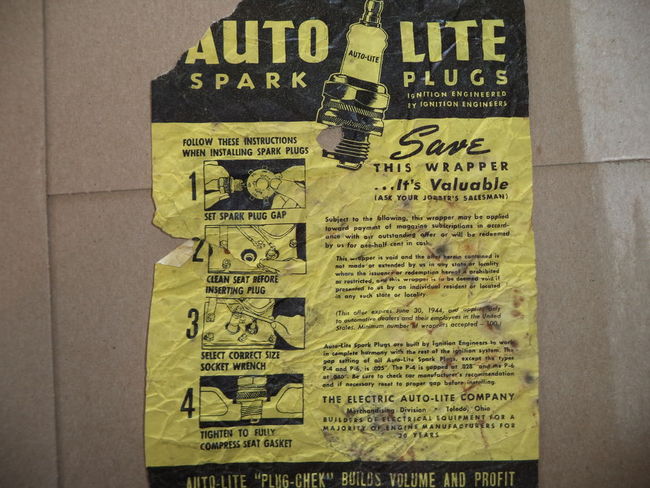 AUTO LITE
SPARK PLUGS
AUTO-LITE
IGNITION ENGINEERED
BY IGNITION ENGINEERS
FOLLOW THESE INSTRUCTIONS
WHEN INSTALLING SPARK PLUGS
1
SET SPARK PLUG GAP
2
CLEAN SEAT BEFORE
INSERTING PLUG
3
SELECT CORRECT SIZE
SOCKET WRENCH
4
TIGHTEN TO FULLY
COMPRESS SEAT GASKET
Save
THIS WRAPPER
...It's Valuable
(ASK YOUR JOBBER'S SALESMAN)
Subject to the following, this wrapper may be applied
toward payment of magazine subscriptions in accord-
ance with our outstanding offer or will be redeemed
by us for one-half cent in cash.
This wrapper is void and the offer herein contained is
not made or extended by us in any state or locality
where the issuance or redemption hereof is prohibited
or restricted, and this wrapper is to be deemed void if
presented to us by an individual resident or located
in any such state or locality.
(This offer expires June 30, 1944, and applies only
to automotive dealers and their employees in the United
States. Minimum number of wrappers accepted—100.)
Auto-Lite Spark Plugs are built by Ignition Engineers to work
in complete harmony with the rest of the ignition system. The
gap setting of all Auto-Lite Spark Plugs, except the types
P-4 and P-6, is .025". The P-4 is gapped at .028" and the P-6
at Be sure to check car manufacturer's recommendation
and if necessary reset to proper gap before installing.
THE ELECTRIC AUTO-LITE COMPANY
Merchandising Division • Toledo, Ohio
BUILDERS OF ELECTRICAL EQUIPMENT FOR A
MAJORITY OF ENGINE MANUFACTURERS FOR
YEARS
AUTO-LITE "PLUG-CHEK" BUILDS VOLUME AND PROFIT